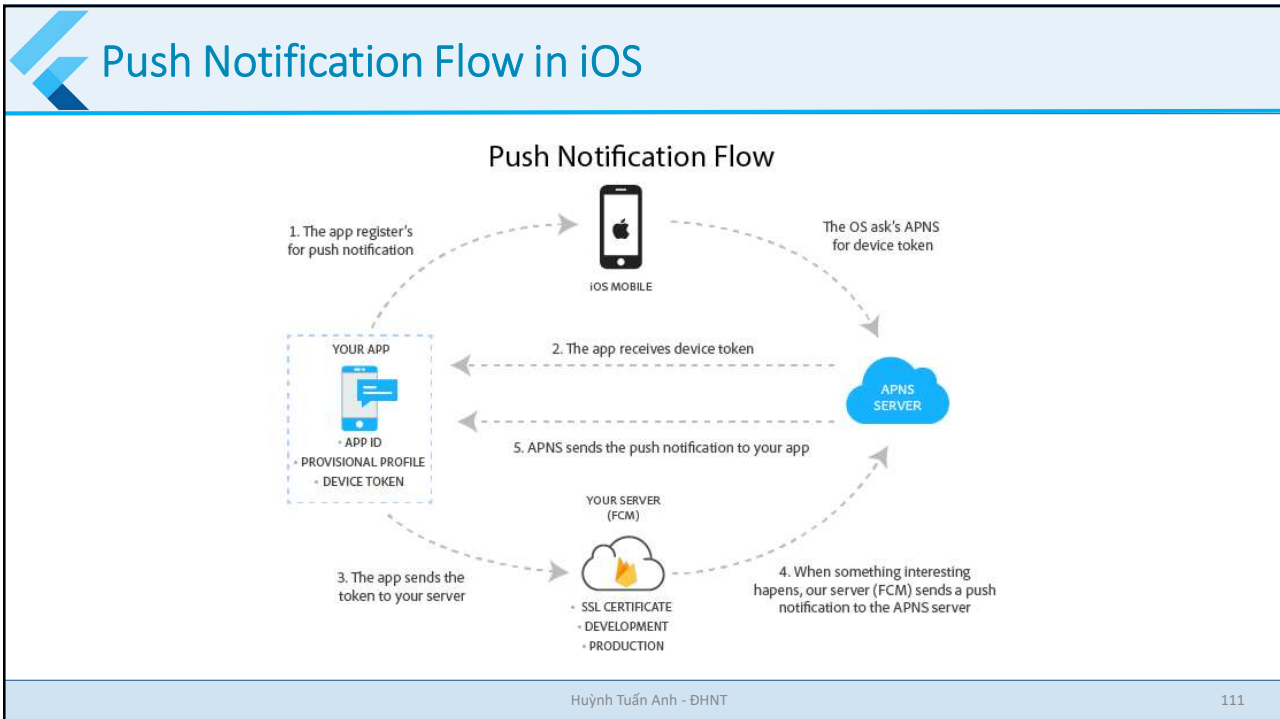 Push Notification Flow in iOS
Push Notification Flow
1. The app register's
for push notification
The OS ask's APNS
for device token
iOS MOBILE
YOUR APP
2. The app receives device token
APNS
SERVER
• APP ID
• PROVISIONAL PROFILE
• DEVICE TOKEN
5. APNS sends the push notification to your app
YOUR SERVER
(FCM)
3. The app sends the
token to your server
4. When something interesting
hapens, our server (FCM) sends a push
notification to the APNS server
• SSL CERTIFICATE
• DEVELOPMENT
• PRODUCTION
Huỳnh Tuấn Anh - ĐHNT
111